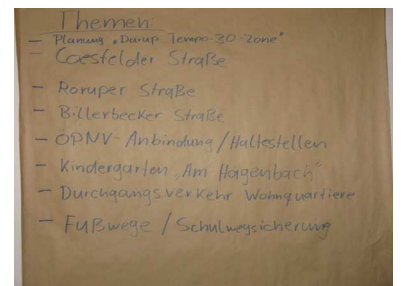 Themen:
- Planung „Darup Tempo-30-Zone"
- Coesfelder Straße
- Roruper Straße
- Billerbecker Straße
- ÖPNV-Anbindung/Haltestellen
- Kindergarten „Am Hagenbach"
- Durchgangsverkehr Wohnquartiere
- Fußwege / Schulwegsicherung